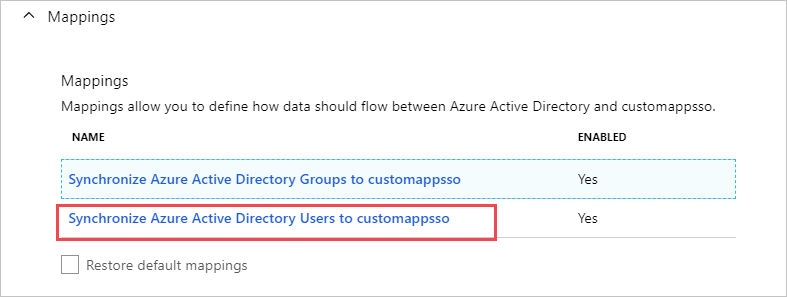 Mappings
Mappings
Mappings allow you to define how data should flow between Azure Active Directory and customappsso.
NAME ENABLED
Synchronize Azure Active Directory Groups to customappsso Yes
Synchronize Azure Active Directory Users to customappsso Yes
Restore default mappings